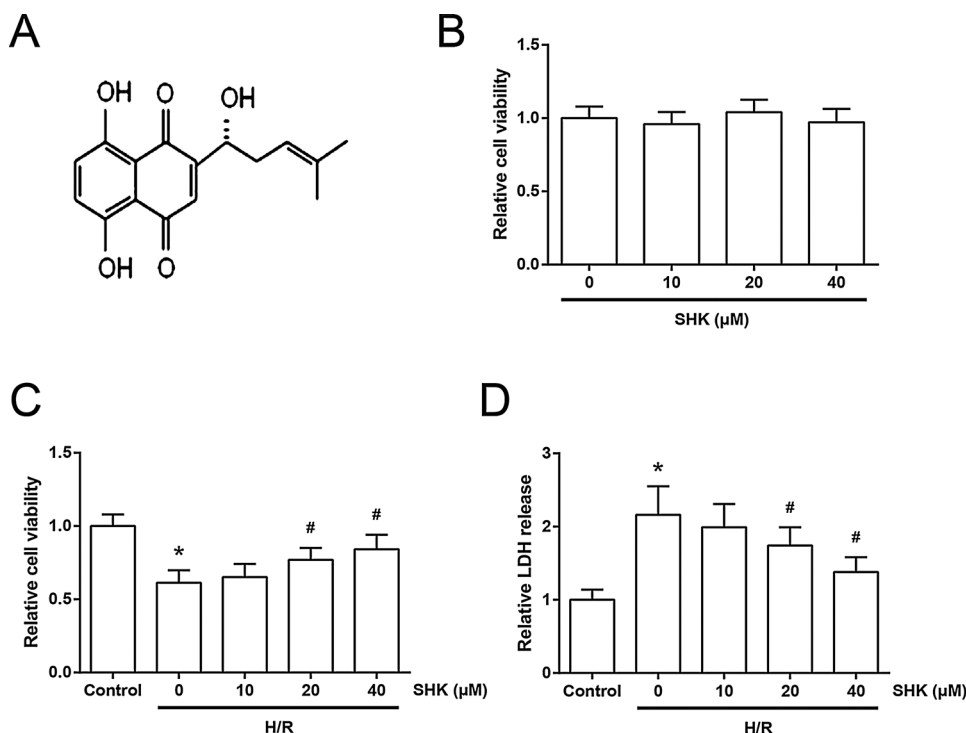 A
OH
O
OH
OH
O
B
Relative cell viability
1.5
1.0
0.5
0.0
0 10 20 40
SHK (μM)
C
Relative cell viability
1.5
1.0
0.5
0.0
*
#
#
Control 0 10 20 40 SHK (μM)
H/R
D
Relative LDH release
3
2
1
0
*
#
#
Control 0 10 20 40 SHK (μM)
H/R